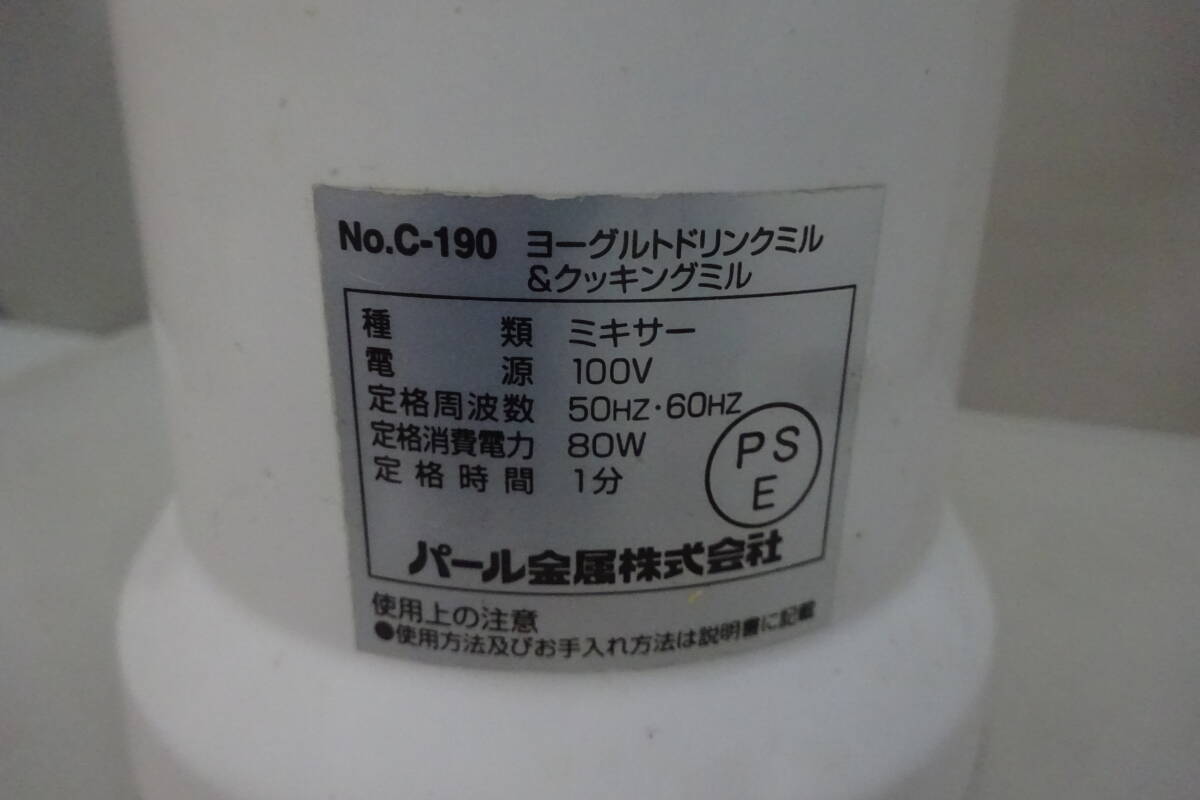 No.C-190 ヨーグルトドリンクミル
&クッキングミル
種類 ミキサー
電源 100V
定格周波数 50HZ・60HZ
定格消費電力 80W
定格時間 1分
PS
E
パール金属株式会社
使用上の注意
●使用方法及びお手入れ方法は説明書に記載